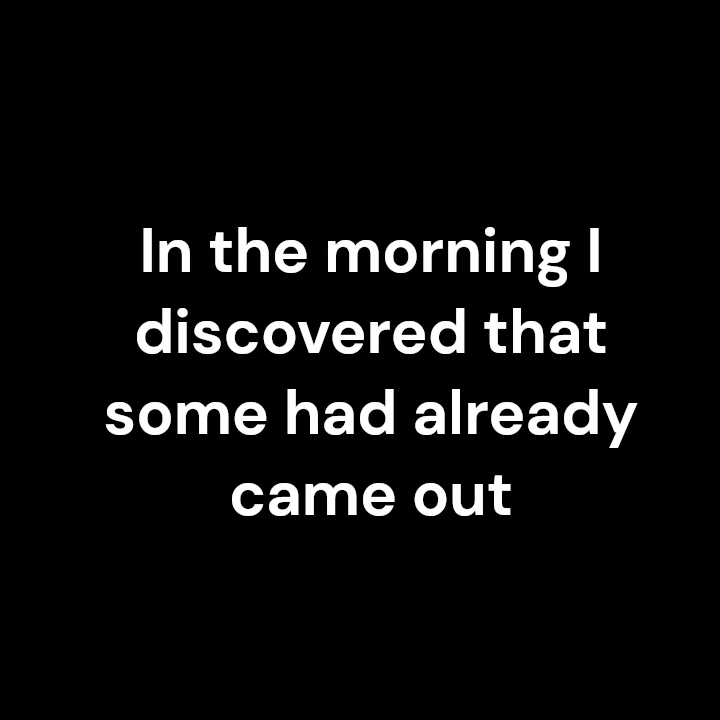 In the morning I
discovered that
some had already
came out